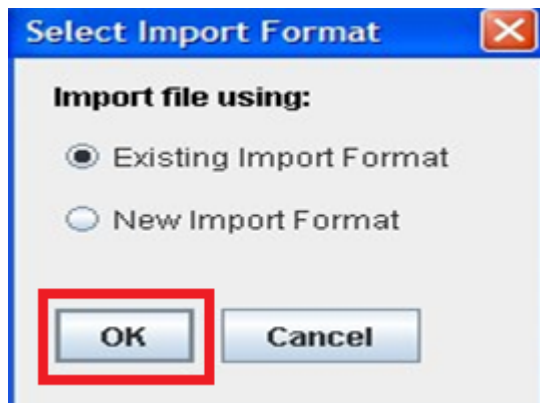 Select Import Format
Import file using:
Existing Import Format
New Import Format
OK Cancel